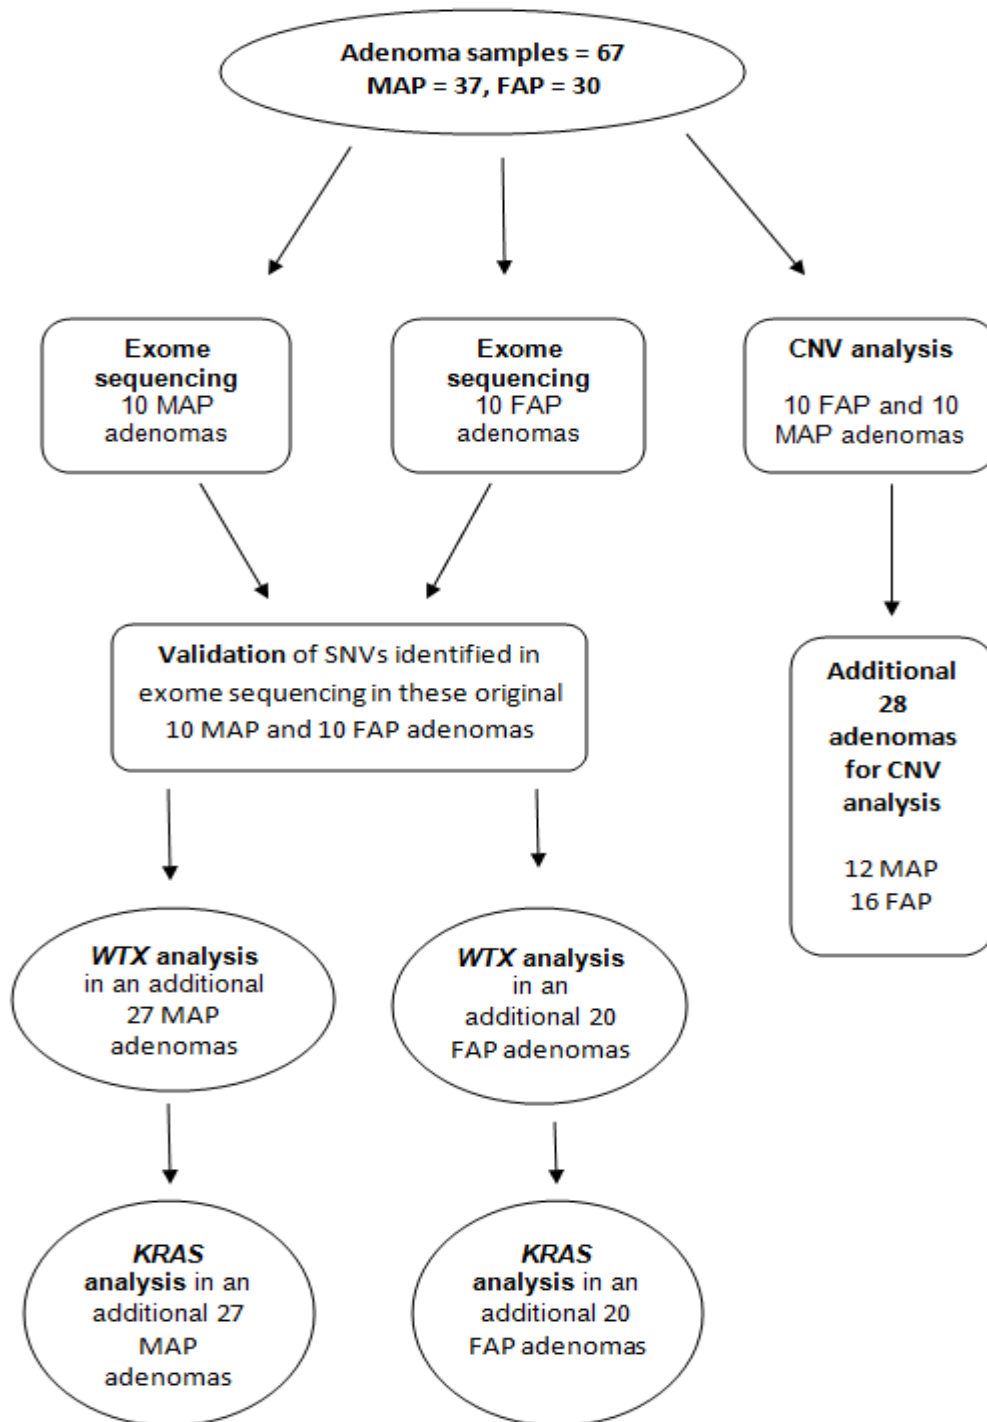 Adenoma samples = 67
MAP = 37, FAP = 30
Exome
sequencing
10 MAP
adenomas
Exome
sequencing
10 FAP
adenomas
CNV analysis
10 FAP and 10
MAP adenomas
Validation of SNVs identified in
exome sequencing in these original
10 MAP and 10 FAP adenomas
Additional
28
adenomas
for CNV
analysis
12 MAP
16 FAP
WTX analysis
in an additional
27 MAP
adenomas
WTX analysis
in an
additional 20
FAP adenomas
KRAS
analysis in an
additional 27
MAP
adenomas
KRAS
analysis in an
additional 20
FAP adenomas